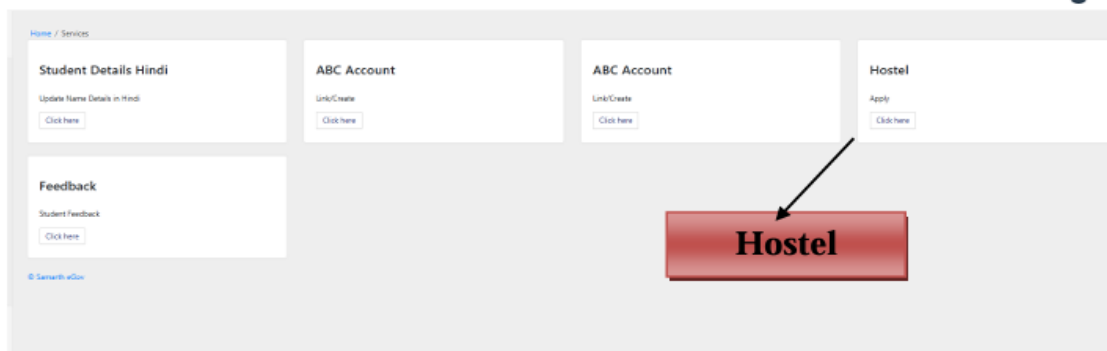 Home / Services
Student Details Hindi
Update Name Details in Hindi
Click here
ABC Account
Link/Create
Click here
ABC Account
Link/Create
Click here
Hostel
Apply
Click here
Feedback
Student Feedback
Click here
Hostel
© Samarth eGov